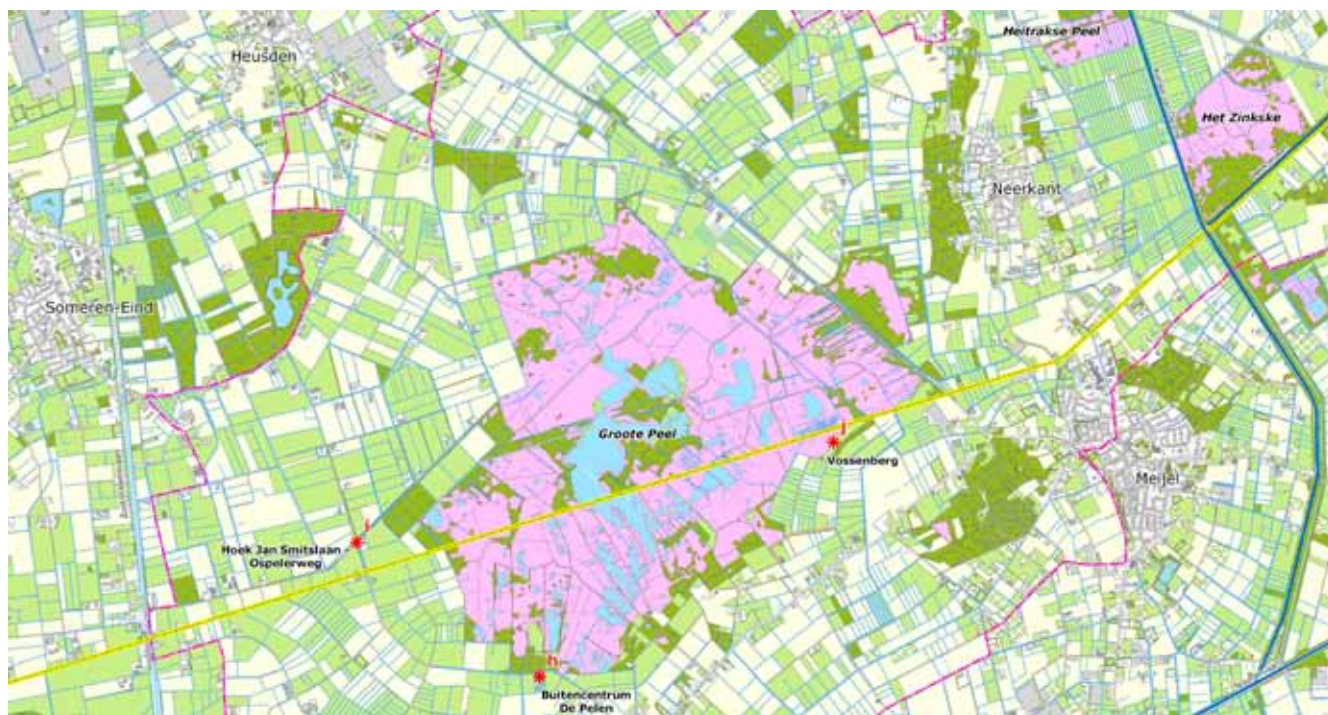 Heitrakse Peel
Heusden
Het Zinkske
Neerkant
Someren-Eind
Groote Peel
j
Vossenberg
Meijel
i
Hoek Jan Smitslaan -
Ospelerweg
h
Buitencentrum
De Pelen